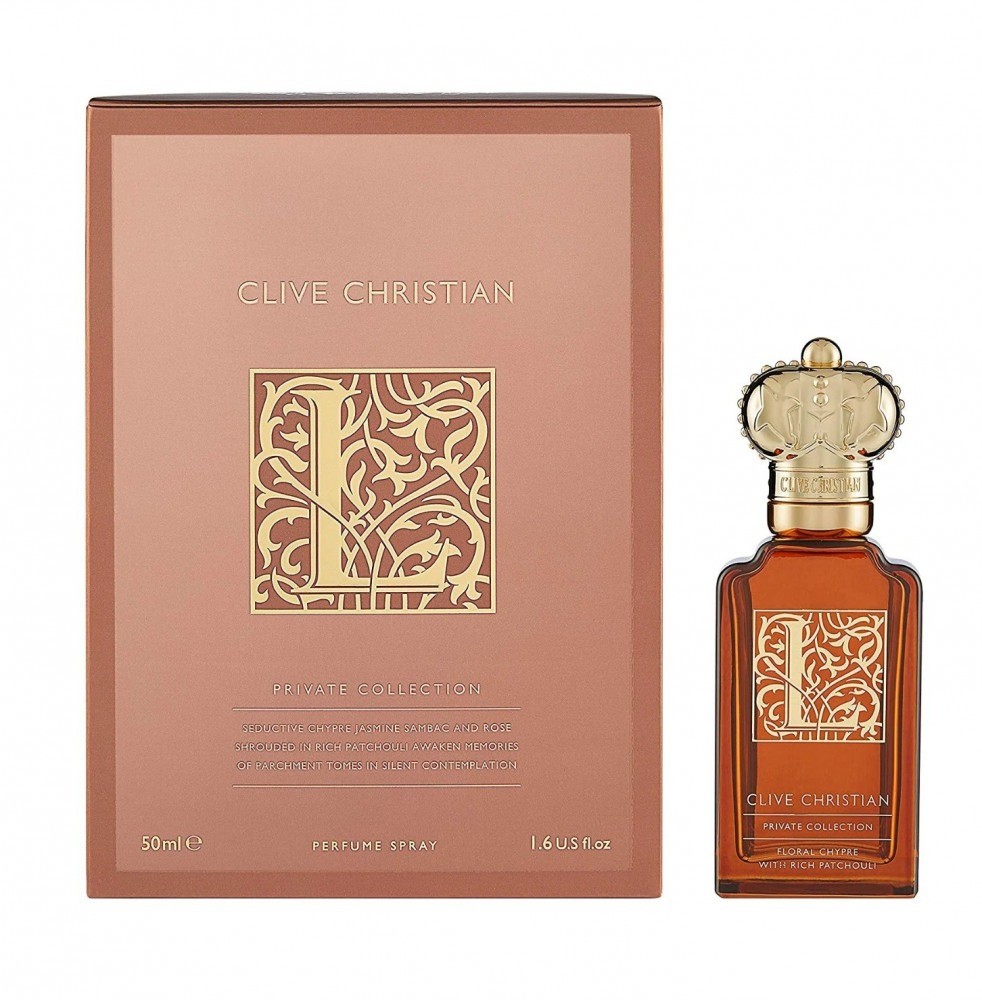 CLIVE CHRISTIAN
L
PRIVATE COLLECTION
SEDUCTIVE CHYPRE JASMINE SAMBAC AND ROSE
SHROUDED IN RICH PATCHOULI AWAKEN MEMORIES
OF PARCHMENT TOMES IN SILENT CONTEMPLATION
50ml ℮
PERFUME SPRAY
1.6 U.S fl.oz
CLIVE CHRISTIAN
L
CLIVE CHRISTIAN
PRIVATE COLLECTION
FLORAL CHYPRE
WITH RICH PATCHOULI